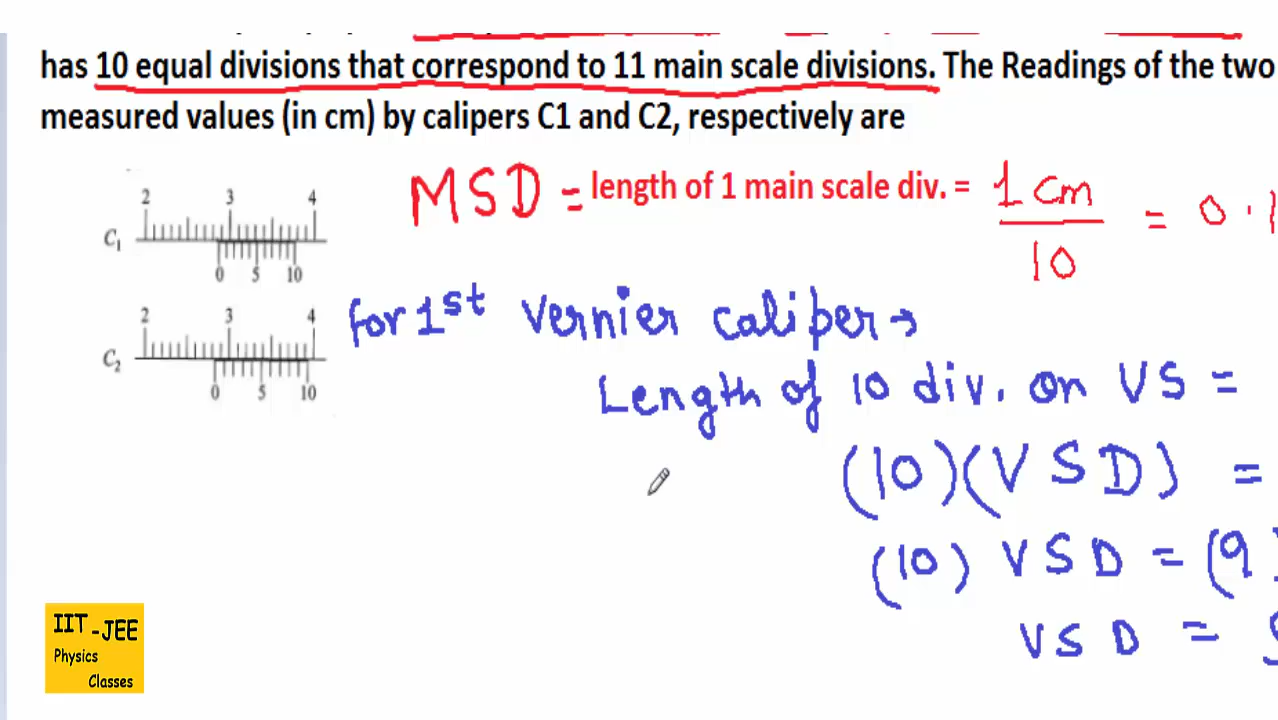 has 10 equal divisions that correspond to 11 main scale divisions. The Readings of the two
measured values (in cm) by calipers C1 and C2, respectively are
MSD = length of 1 main scale div. = 1 cm / 10 = 0.1
2 3 4
C1
0 5 10
for 1st Vernier caliper→
2 3 4
C2
0 5 10
Length of 10 div. on VS =
(10)(VSD) =
(10) VSD = (9
VSD =
IIT-JEE
Physics
Classes